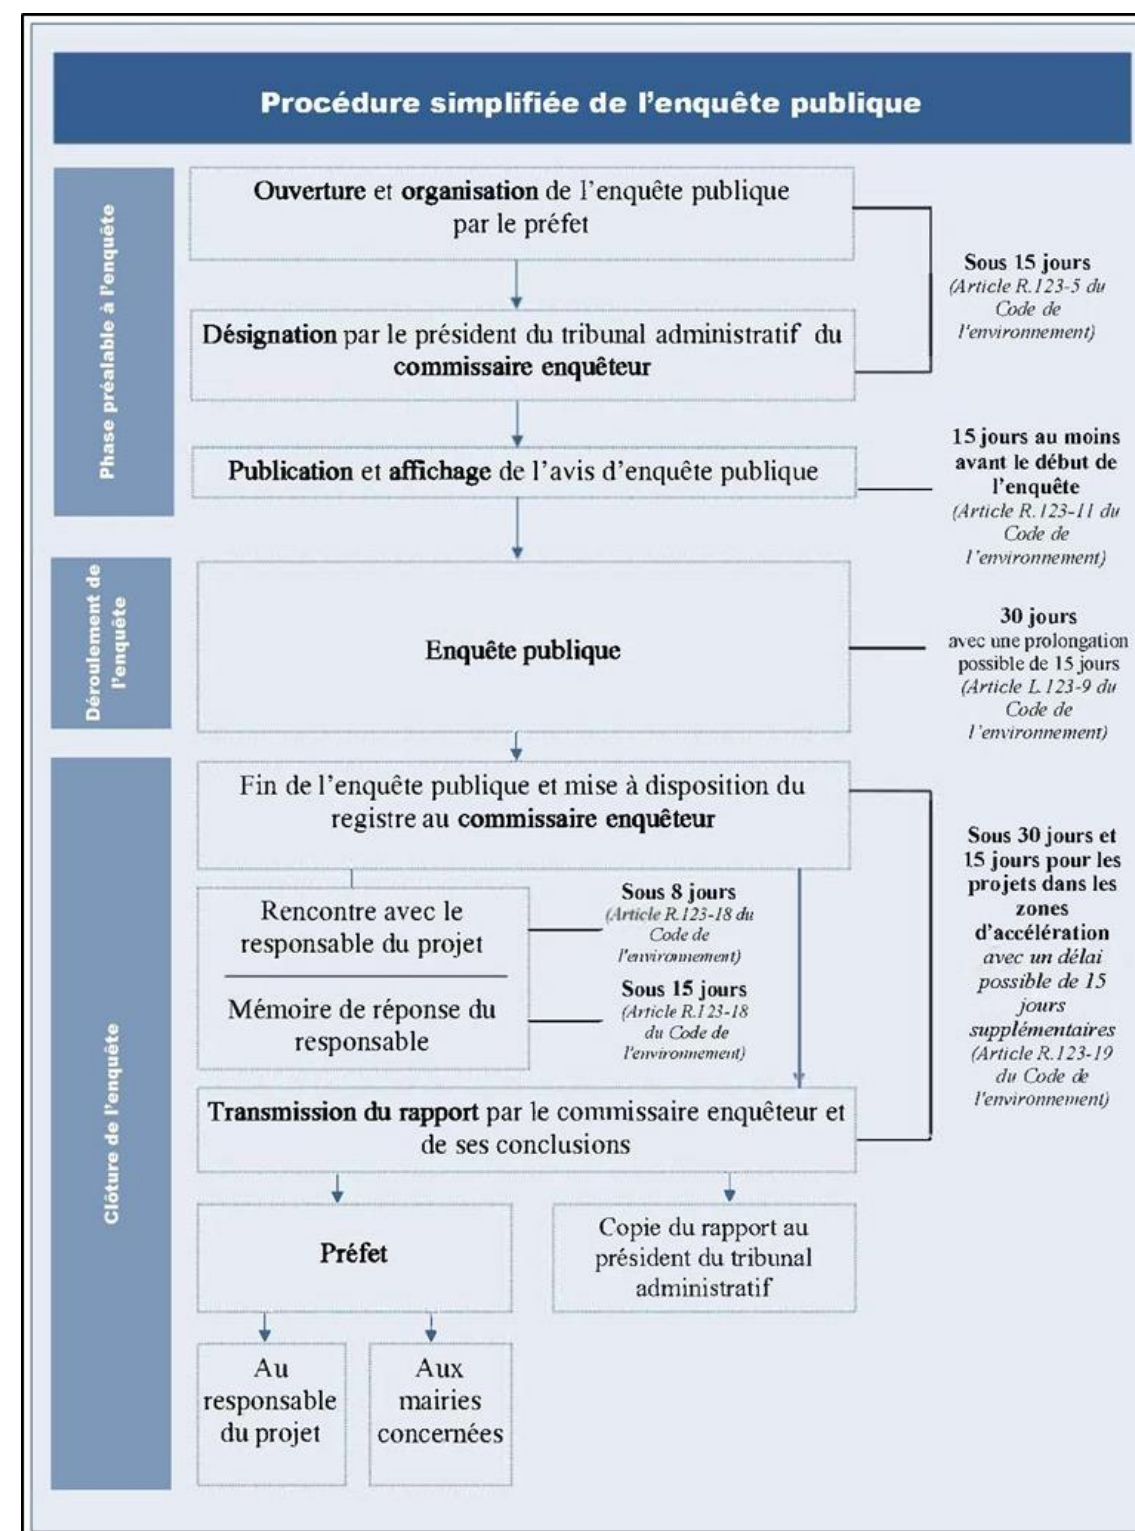 Procédure simplifiée de l'enquête publique
Phase préalable à l'enquête
Ouverture et organisation de l'enquête publique
par le préfet
Sous 15 jours
(Article R.123-5 du
Code de
l'environnement)
Désignation par le président du tribunal administratif du
commissaire enquêteur
Publication et affichage de l'avis d'enquête publique
15 jours au moins
avant le début de
l'enquête
(Article R.123-11 du
Code de
l'environnement)
Déroulement de
l'enquête
Enquête publique
30 jours
avec une prolongation
possible de 15 jours
(Article L.123-9 du
Code de
l'environnement)
Clôture de l'enquête
Fin de l'enquête publique et mise à disposition du
registre au commissaire enquêteur
Rencontre avec le
responsable du projet
Sous 8 jours
(Article R.123-18 du
Code de
l'environnement)
Mémoire de réponse du
responsable
Sous 15 jours
(Article R.123-18
du Code de
l'environnement)
Sous 30 jours et
15 jours pour les
projets dans les
zones
d'accélération
avec un délai
possible de 15
jours
supplémentaires
(Article R.123-19
du Code de
l'environnement)
Transmission du rapport par le commissaire enquêteur et
de ses conclusions
Préfet
Copie du rapport au
président du tribunal
administratif
Au
responsable
du projet
Aux
mairies
concernées